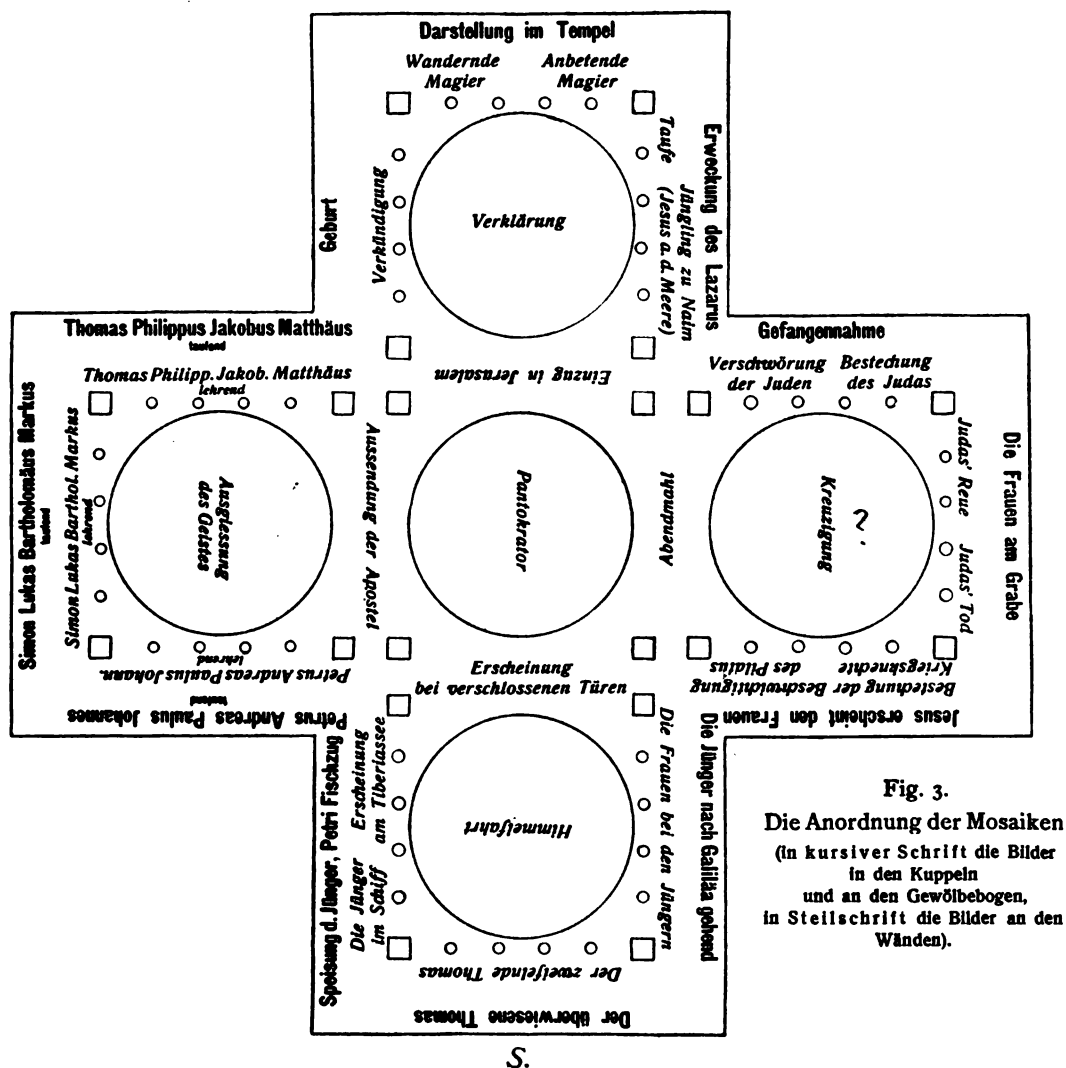 Darstellung im Tempel
Wandernde
Magier
Anbetende
Magier
Geburt
Verkündigung
Verklärung
Taufe
Jüngling zu Naim
(Jesus a. d. Meere)
Erweckung des Lazarus
Einzug in Jerusalem
Thomas Philippus Jakobus Matthäus
taufend
Thomas Philipp. Jakob. Matthäus
lehrend
Simon Lukas Bartholomäus Markus
taufend
Simon Lukas Barthol. Markus
lehrend
Ausgiessung
des Geistes
Petrus Andreas Paulus Johann.
lehrend
Petrus Andreas Paulus Johannes
taufend
Aussendung der Apostel
Pantokrator
Abendmahl
Gefangennahme
Verschwörung
der Juden
Bestechung
des Judas
Kreuzigung
?
Judas' Reue
Judas' Tod
Die Frauen am Grabe
Bestechung der
Kriegsknechte
Beschwichtigung
des Pilatus
Jesus erscheint den Frauen
Erscheinung
bei verschlossenen Türen
Speisung d. Jünger, Petri Fischzug
Die Jünger
im Schiff
Erscheinung
am Tiberiassee
Himmelfahrt
Die Frauen bei den Jüngern
Die Jünger nach Galiläa gehend
Der zweifelnde Thomas
Der überwiesene Thomas
S.
Fig. 3.
Die Anordnung der Mosaiken
(in kursiver Schrift die Bilder
in den Kuppeln
und an den Gewölbebogen,
in Steilschrift die Bilder an den
Wänden).